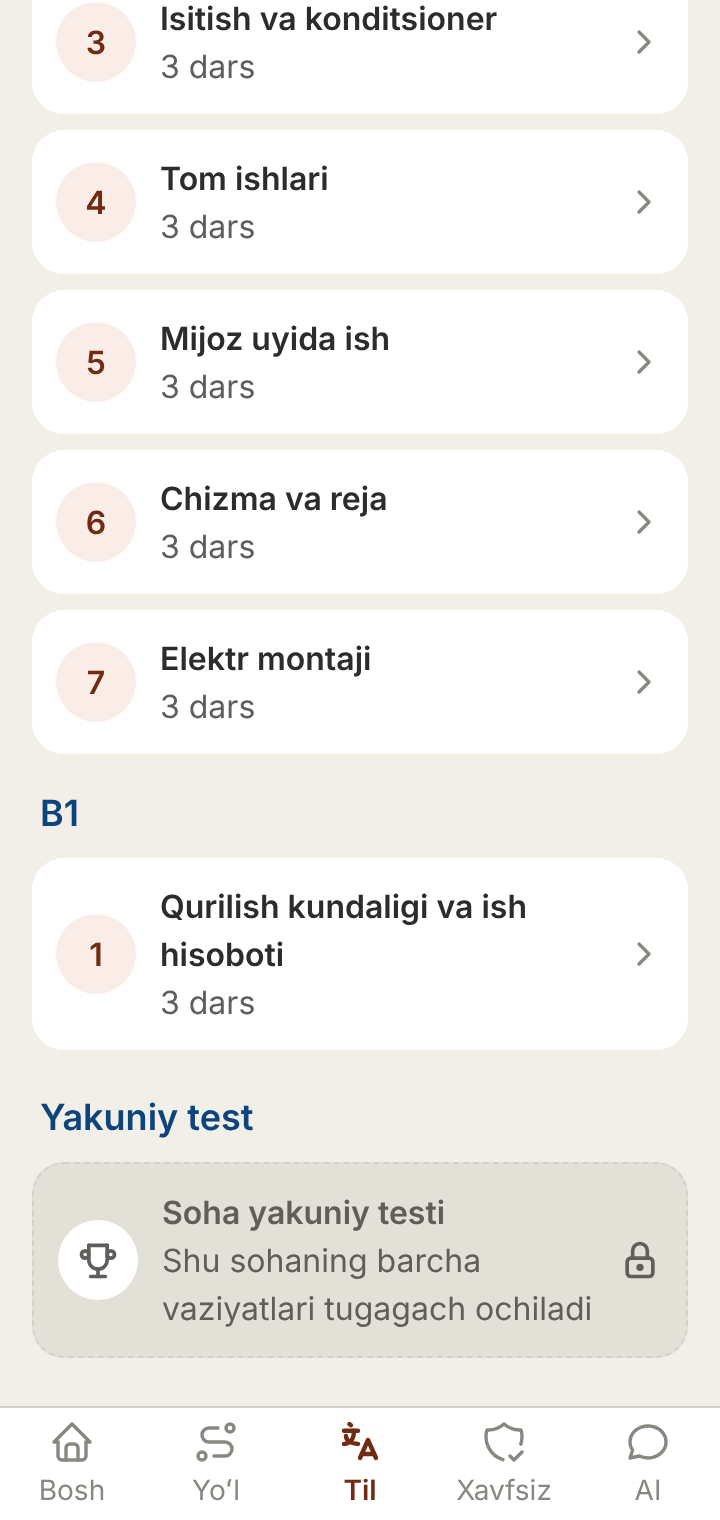 3
Isitish va konditsioner
3 dars
4
Tom ishlari
3 dars
5
Mijoz uyida ish
3 dars
6
Chizma va reja
3 dars
7
Elektr montaji
3 dars
B1
1
Qurilish kundaligi va ish
hisoboti
3 dars
Yakuniy test
Soha yakuniy testi
Shu sohaning barcha
vaziyatlari tugagach ochiladi
Bosh
Yoʻl
Til
Xavfsiz
AI